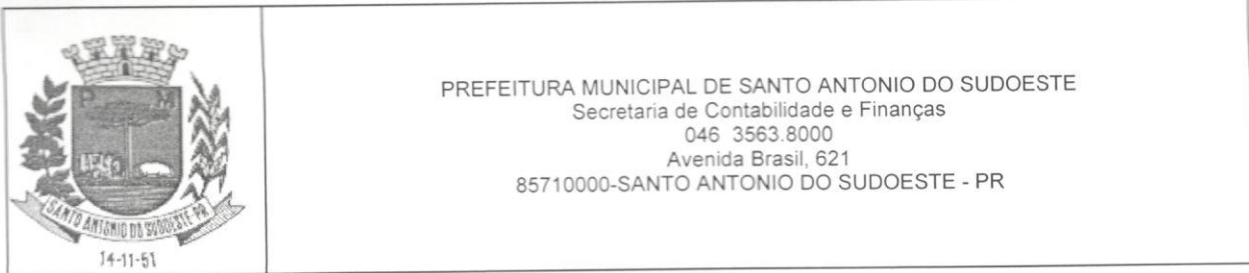 P M
SANTO ANTONIO DO SUDOESTE-PR
14-11-51
PREFEITURA MUNICIPAL DE SANTO ANTONIO DO SUDOESTE
Secretaria de Contabilidade e Finanças
046 3563.8000
Avenida Brasil, 621
85710000-SANTO ANTONIO DO SUDOESTE - PR